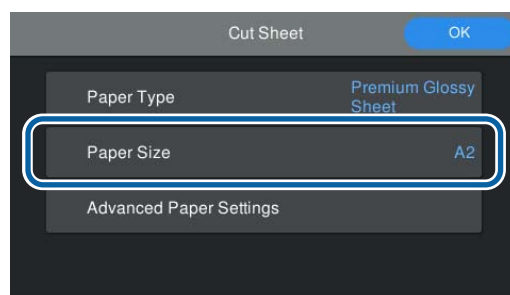 Cut Sheet
OK
Paper Type
Premium Glossy
Sheet
Paper Size
A2
Advanced Paper Settings